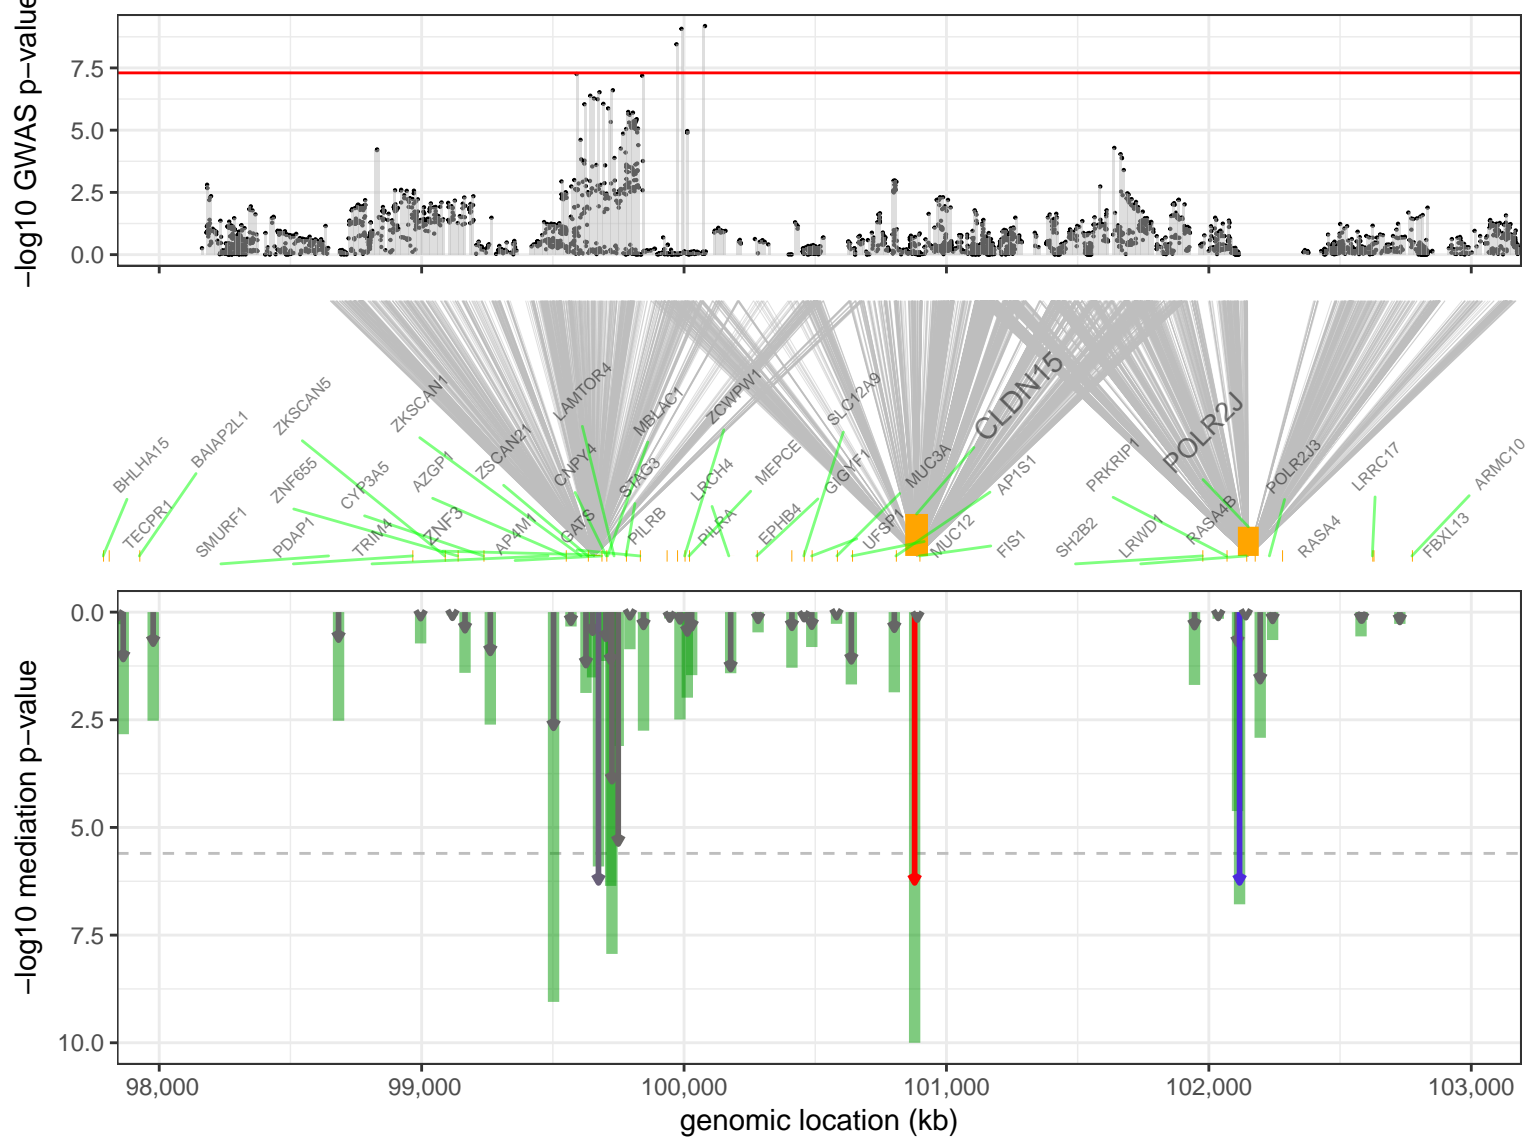 −log10 GWAS p−value
7.5
5.0
2.5
0.0
ZKSCAN5
ZKSCAN1
LAMTOR4
MBLAC1
ZCWPW1
SLC12A9
CLDN15
POLR2J
BHLHA15
BAIAP2L1
ZNF655
CYP3A5
AZGP1
ZSCAN21
CNPY4
STAG3
LRCH4
MEPCE
GIGYF1
MUC3A
AP1S1
PRKRIP1
POLR2J3
LRRC17
ARMC10
TECPR1
SMURF1
PDAP1
TRIM4
ZNF3
AP4M1
GATS
PILRB
PILRA
EPHB4
UFSP1
MUC12
FIS1
SH2B2
LRWD1
RASA4B
RASA4
FBXL13
−log10 mediation p−value
0.0
2.5
5.0
7.5
10.0
98,000
99,000
100,000
101,000
102,000
103,000
genomic location (kb)